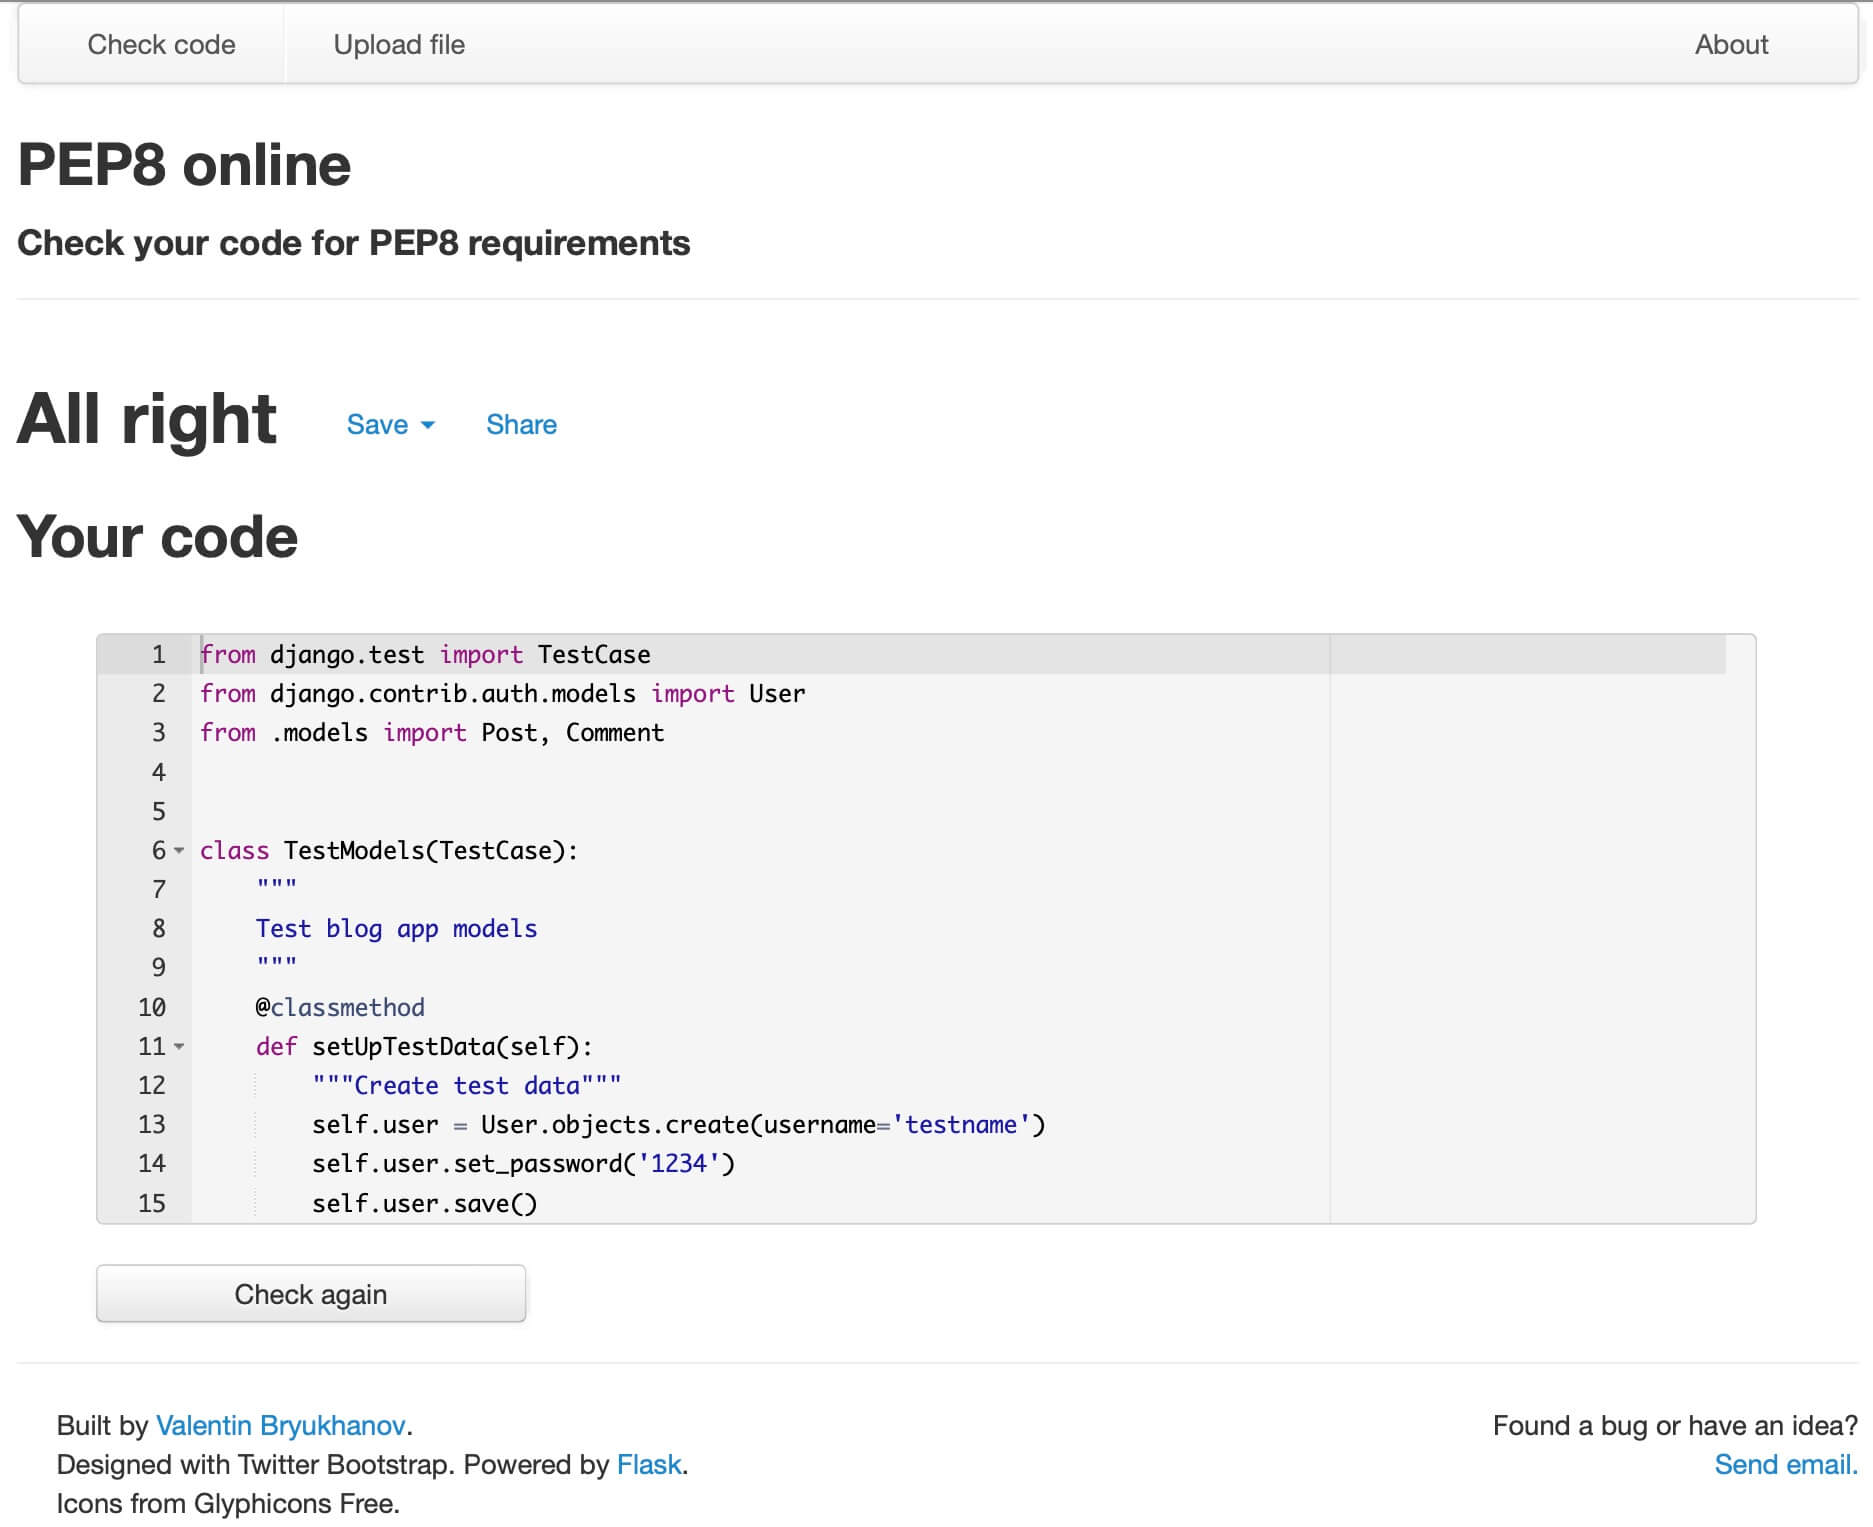 Check code Upload file About
PEP8 online
Check your code for PEP8 requirements
All right Save Share
Your code
1 from django.test import TestCase
2 from django.contrib.auth.models import User
3 from .models import Post, Comment
4
5
6 class TestModels(TestCase):
7     """
8     Test blog app models
9     """
10     @classmethod
11     def setUpTestData(self):
12         """Create test data"""
13         self.user = User.objects.create(username='testname')
14         self.user.set_password('1234')
15         self.user.save()
Check again
Built by Valentin Bryukhanov.
Designed with Twitter Bootstrap. Powered by Flask.
Icons from Glyphicons Free.
Found a bug or have an idea?
Send email.